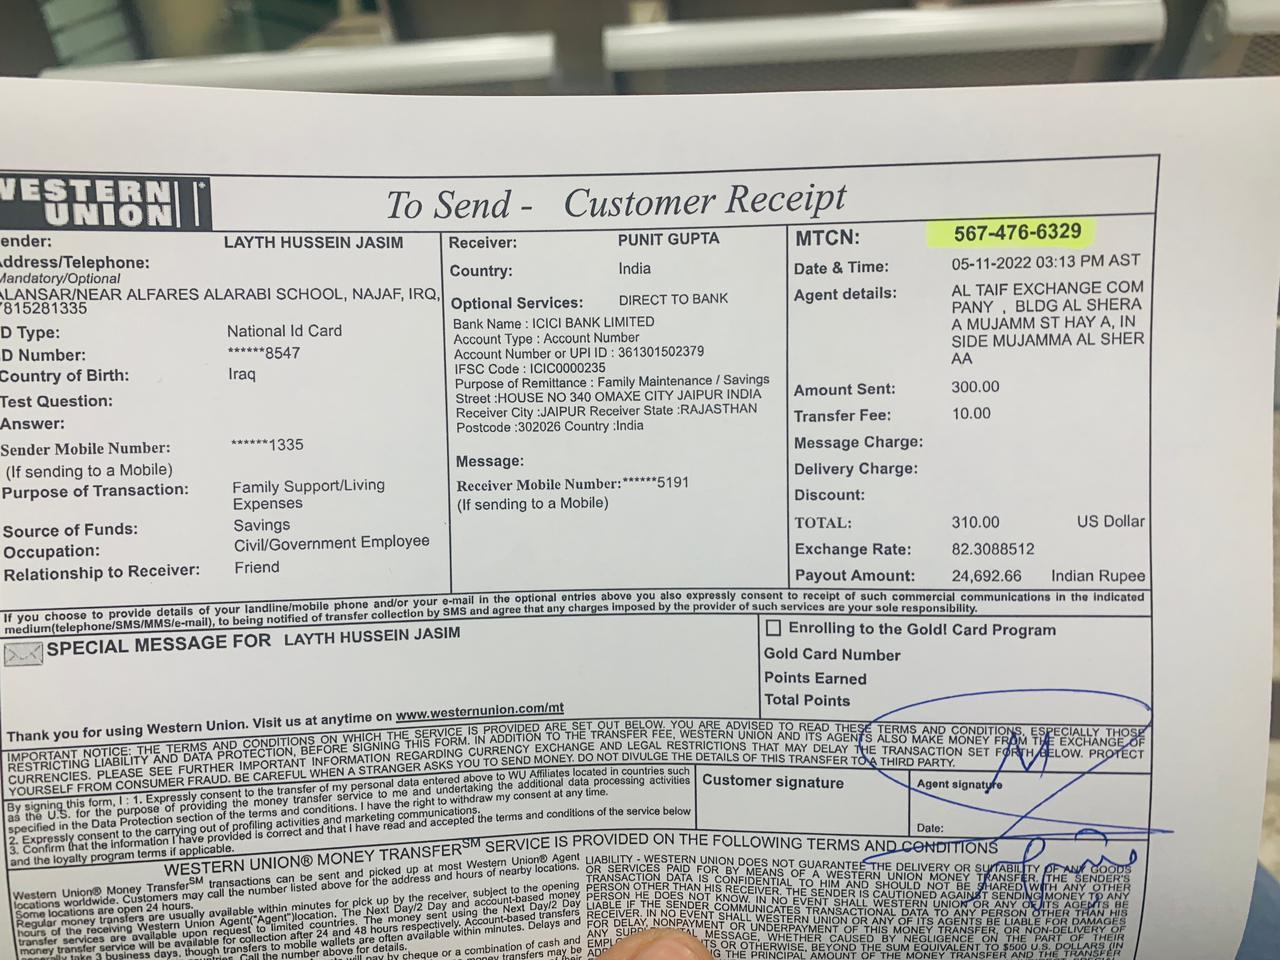 WESTERN
UNION
To Send - Customer Receipt
ender: LAYTH HUSSEIN JASIM
Address/Telephone:
Mandatory/Optional
ALANSAR/NEAR ALFARES ALARABI SCHOOL, NAJAF, IRQ,
7815281335
D Type: National Id Card
D Number: ******8547
Country of Birth: Iraq
Test Question:
Answer:
Sender Mobile Number: ******1335
(If sending to a Mobile)
Purpose of Transaction: Family Support/Living
Expenses
Source of Funds: Savings
Occupation: Civil/Government Employee
Relationship to Receiver: Friend
Receiver: PUNIT GUPTA
Country: India
Optional Services: DIRECT TO BANK
Bank Name : ICICI BANK LIMITED
Account Type : Account Number
Account Number or UPI ID : 361301502379
IFSC Code : ICIC0000235
Purpose of Remittance : Family Maintenance / Savings
Street :HOUSE NO 340 OMAXE CITY JAIPUR INDIA
Receiver City :JAIPUR Receiver State :RAJASTHAN
Postcode :302026 Country :India
Message:
Receiver Mobile Number:******5191
(If sending to a Mobile)
MTCN: 567-476-6329
Date & Time: 05-11-2022 03:13 PM AST
Agent details: AL TAIF EXCHANGE COM
PANY , BLDG AL SHERA
A MUJAMM ST HAY A, IN
SIDE MUJAMMA AL SHER
AA
Amount Sent: 300.00
Transfer Fee: 10.00
Message Charge:
Delivery Charge:
Discount:
TOTAL: 310.00 US Dollar
Exchange Rate: 82.3088512
Payout Amount: 24,692.66 Indian Rupee
If you choose to provide details of your landline/mobile phone and/or your e-mail in the optional entries above you also expressly consent to receipt of such commercial communications in the indicated
medium(telephone/SMS/MMS/e-mail), to being notified of transfer collection by SMS and agree that any charges imposed by the provider of such services are your sole responsibility.
SPECIAL MESSAGE FOR LAYTH HUSSEIN JASIM
Enrolling to the Gold! Card Program
Gold Card Number
Points Earned
Total Points
Thank you for using Western Union. Visit us at anytime on www.westernunion.com/mt
IMPORTANT NOTICE: THE TERMS AND CONDITIONS ON WHICH THE SERVICE IS PROVIDED ARE SET OUT BELOW. YOU ARE ADVISED TO READ THESE TERMS AND CONDITIONS, ESPECIALLY THOSE
RESTRICTING LIABILITY AND DATA PROTECTION, BEFORE SIGNING THIS FORM. IN ADDITION TO THE TRANSFER FEE, WESTERN UNION AND ITS AGENTS ALSO MAKE MONEY FROM THE EXCHANGE OF
CURRENCIES. PLEASE SEE FURTHER IMPORTANT INFORMATION REGARDING CURRENCY EXCHANGE AND LEGAL RESTRICTIONS THAT MAY DELAY THE TRANSACTION SET FORTH BELOW. PROTECT
YOURSELF FROM CONSUMER FRAUD. BE CAREFUL WHEN A STRANGER ASKS YOU TO SEND MONEY. DO NOT DIVULGE THE DETAILS OF THIS TRANSFER TO A THIRD PARTY.
By signing this form, I : 1. Expressly consent to the transfer of my personal data entered above to WU Affiliates located in countries such
as the U.S. for the purpose of providing the money transfer service to me and undertaking the additional data processing activities
specified in the Data Protection section of the terms and conditions. I have the right to withdraw my consent at any time.
2. Expressly consent to the carrying out of profiling activities and marketing communications.
3. Confirm that the information I have provided is correct and that I have read and accepted the terms and conditions of the service below
and the loyalty program terms if applicable.
Customer signature
Agent signature
Date:
WESTERN UNION® MONEY TRANSFER℠ SERVICE IS PROVIDED ON THE FOLLOWING TERMS AND CONDITIONS
Western Union® Money Transfer℠ transactions can be sent and picked up at most Western Union® Agent
locations worldwide. Customers may call the number listed above for the address and hours of nearby locations.
Some locations are open 24 hours.
Regular money transfers are usually available within minutes for pick up by the receiver, subject to the opening
hours of the receiving Western Union Agent("Agent")location. The Next Day/2 Day and account-based money
transfer services are available upon request to limited countries. The money sent using the Next Day/2 Day
service will be available for collection after 24 and 48 hours respectively. Account-based transfers
take 3 business days, though transfers to mobile wallets are often available within minutes. Delays and
Call the number above for details.
pay by cheque or a combination of cash and
money transfers may be
LIABILITY - WESTERN UNION DOES NOT GUARANTEE THE DELIVERY OR SUITABILITY OF ANY GOODS
OR SERVICES PAID FOR BY MEANS OF A WESTERN UNION MONEY TRANSFER. THE SENDER'S
TRANSACTION DATA IS CONFIDENTIAL TO HIM AND SHOULD NOT BE SHARED WITH ANY OTHER
PERSON OTHER THAN HIS RECEIVER. THE SENDER IS CAUTIONED AGAINST SENDING MONEY TO ANY
PERSON HE DOES NOT KNOW. IN NO EVENT SHALL WESTERN UNION OR ANY OF ITS AGENTS BE LIABLE
IF THE SENDER COMMUNICATES TRANSACTIONAL DATA TO ANY PERSON OTHER THAN HIS
RECEIVER. IN NO EVENT SHALL WESTERN UNION OR ANY OF ITS AGENTS BE LIABLE FOR DAMAGES
FOR DELAY, NONPAYMENT OR UNDERPAYMENT OF THIS MONEY TRANSFER, OR NON-DELIVERY OF
ANY SUPPLEMENTAL MESSAGE, WHETHER CAUSED BY NEGLIGENCE ON THE PART OF THEIR
OR OTHERWISE, BEYOND THE SUM EQUIVALENT TO $500 U.S. DOLLARS (IN
THE PRINCIPAL AMOUNT OF THE MONEY TRANSFER AND THE TRANSFER